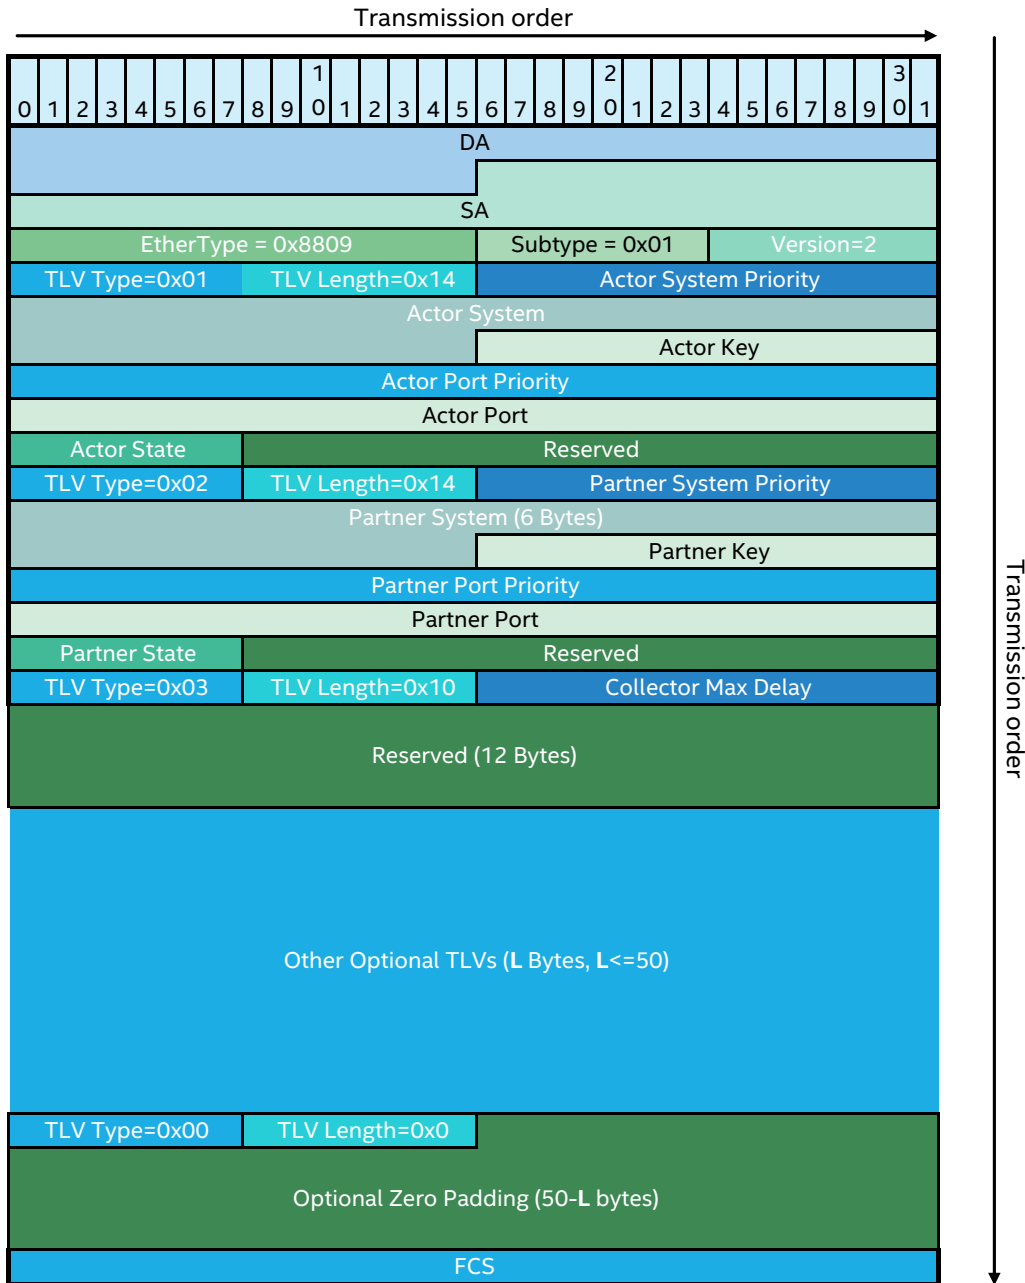 Transmission order
0 1 2 3 4 5 6 7 8 9 10 1 2 3 4 5 6 7 8 9 20 1 2 3 4 5 6 7 8 9 30 1
DA
SA
EtherType = 0x8809 Subtype = 0x01 Version=2
TLV Type=0x01 TLV Length=0x14 Actor System Priority
Actor System
Actor Key
Actor Port Priority
Actor Port
Actor State Reserved
TLV Type=0x02 TLV Length=0x14 Partner System Priority
Partner System (6 Bytes)
Partner Key
Partner Port Priority
Partner Port
Partner State Reserved
TLV Type=0x03 TLV Length=0x10 Collector Max Delay
Reserved (12 Bytes)
Other Optional TLVs (L Bytes, L<=50)
TLV Type=0x00 TLV Length=0x0
Optional Zero Padding (50-L bytes)
FCS
Transmission order